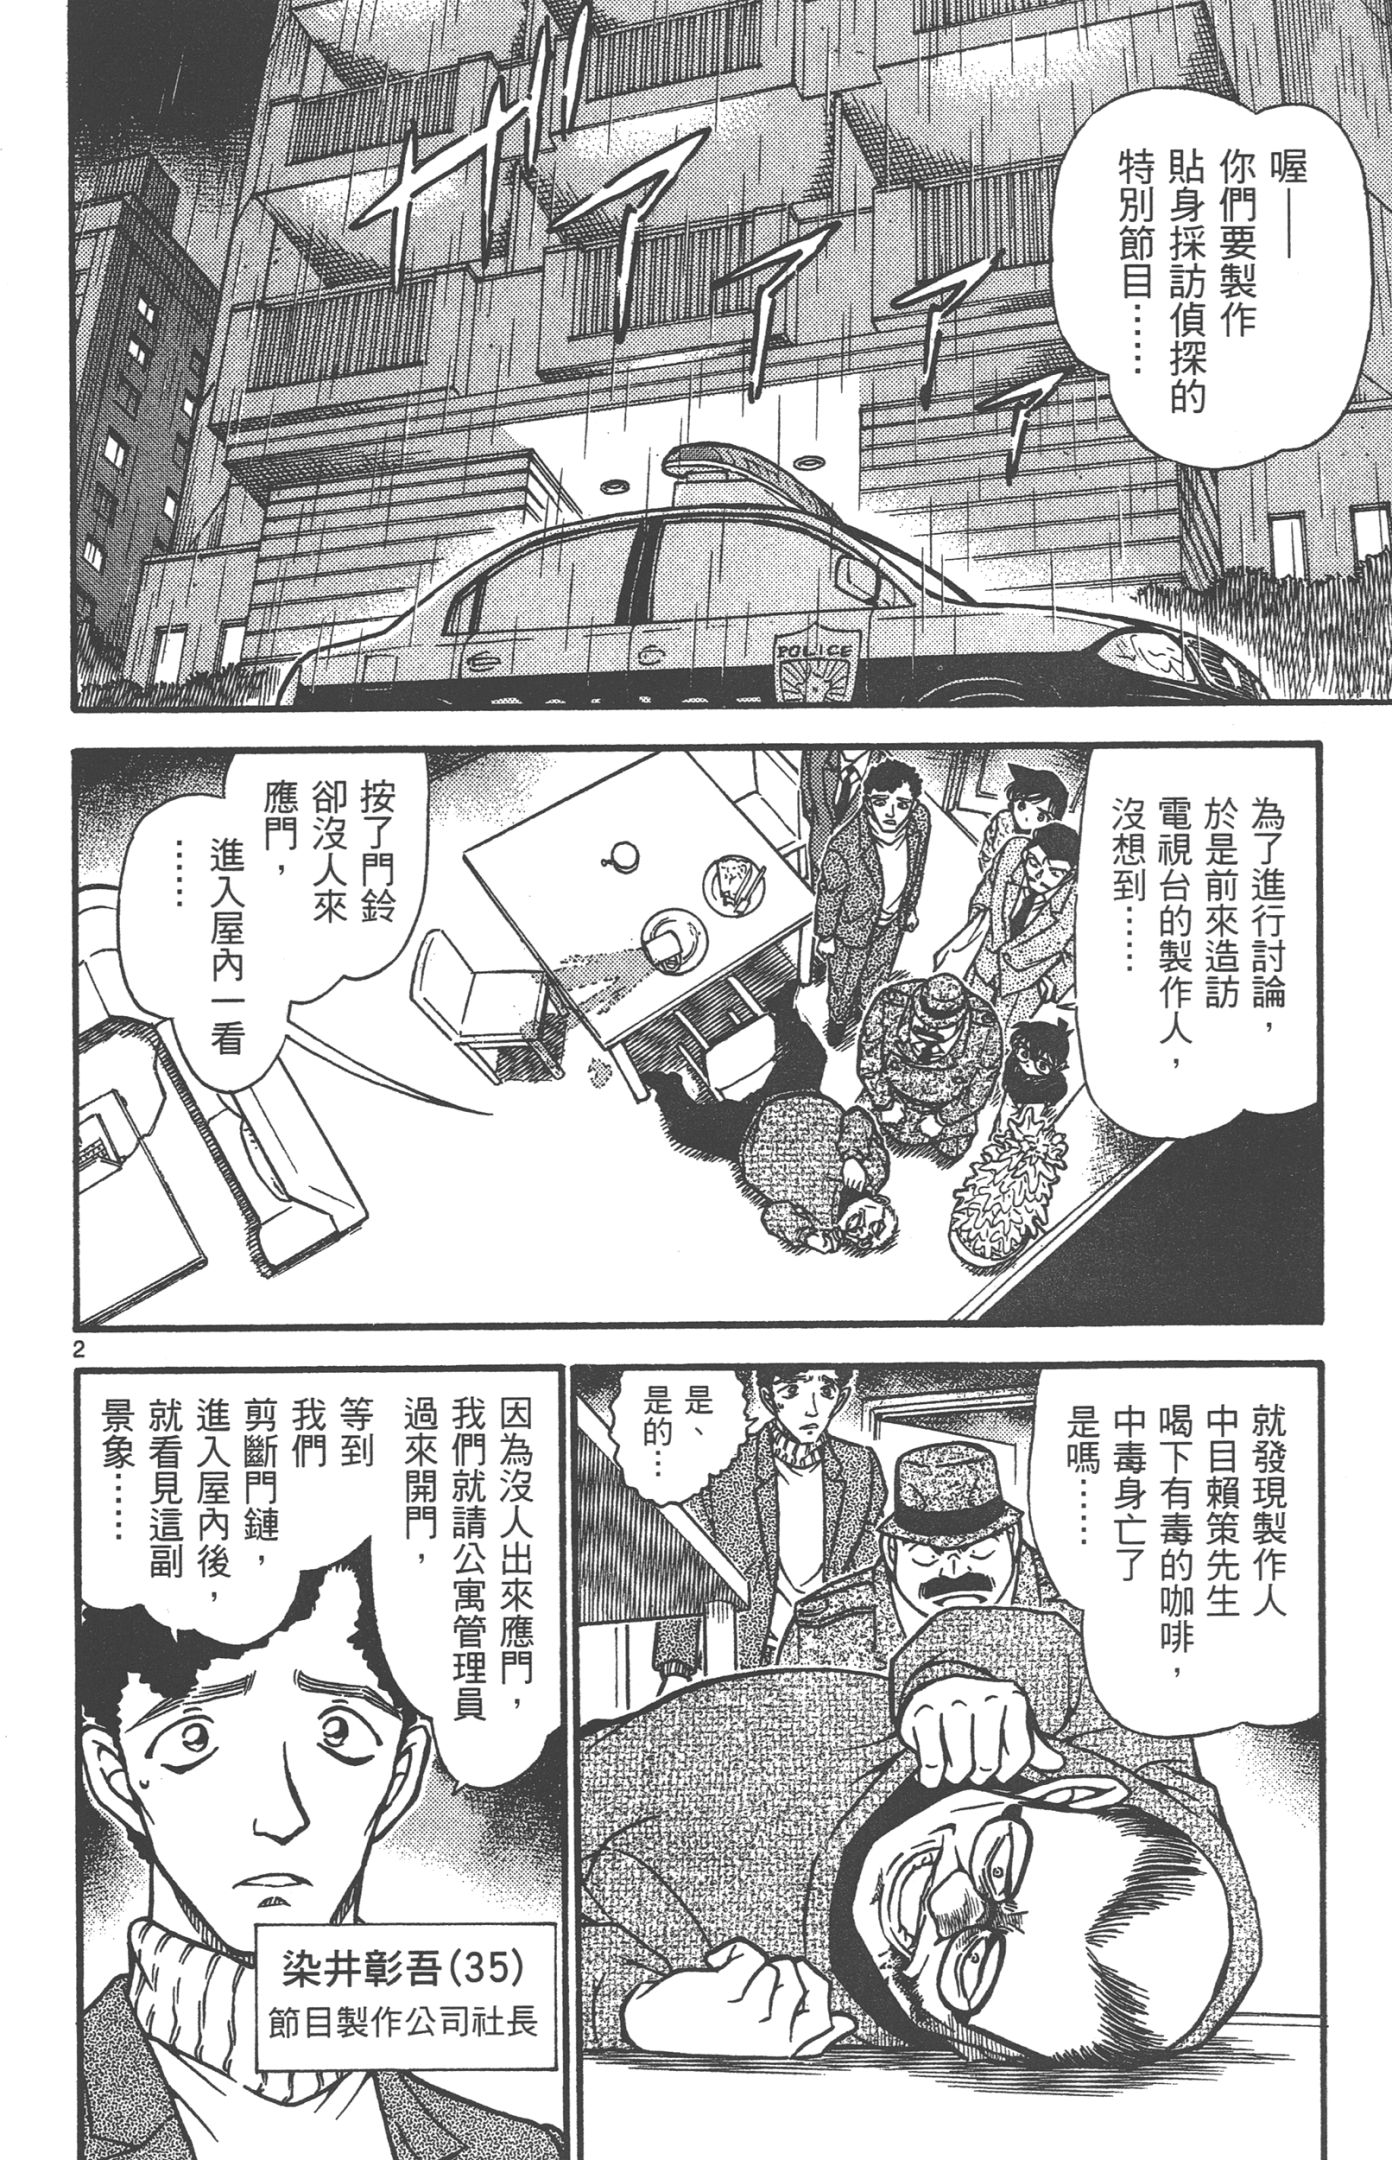 喔——
你們要製作
貼身採訪偵探的
特別節目……
ザザァァァァ
POLICE
為了進行討論，
於是前來造訪
電視台的製作人，
沒想到……
按了門鈴
卻沒人來
應門，
進入屋內一看
……
2
就發現製作人
中目賴策先生
喝下有毒的咖啡，
中毒身亡了
是嗎……
是、
是的…
因為沒人出來應門，
我們就請公寓管理員
過來開門，
等到
我們
剪斷門鏈，
進入屋內後，
就看見這副
景象……
染井彰吾(35)
節目製作公司社長